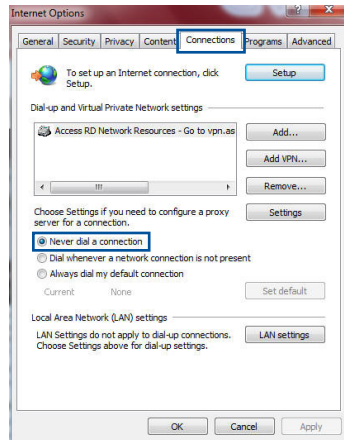 Internet Options
General Security Privacy Content Connections Programs Advanced
To set up an Internet connection, click
Setup.
Setup
Dial-up and Virtual Private Network settings
Access RD Network Resources - Go to vpn.as
Add...
Add VPN...
Remove...
Choose Settings if you need to configure a proxy
server for a connection.
Settings
Never dial a connection
Dial whenever a network connection is not present
Always dial my default connection
Current None
Set default
Local Area Network (LAN) settings
LAN Settings do not apply to dial-up connections.
Choose Settings above for dial-up settings.
LAN settings
OK Cancel Apply